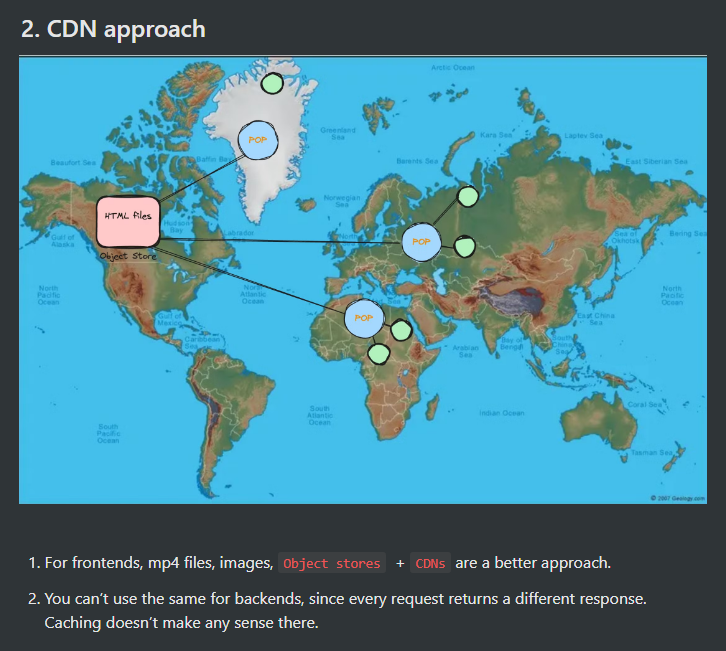 2. CDN approach
Arctic Ocean
Greenland
Sea
Kara Sea
Laptev Sea
Beaufort Sea
Baffin Bay
Barents Sea
East Siberian Sea
POP
Norwegian
Sea
HTML files
Hudson
Bay
Labrador
Gulf of
Alaska
POP
Sea of
Okhotsk
Bering Sea
Object Store
North
Pacific
Ocean
North
Atlantic
Ocean
North
Pacific
Ocean
Gulf of
Mexico
POP
East China
Sea
Caribbean
Sea
Arabian
Sea
Bay of
Bengal
South
China
Sea
South
Atlantic
Ocean
Indian Ocean
Coral Sea
South
Pacific
Ocean
Tasman Sea
© 2007 Geology.com
1. For frontends, mp4 files, images, Object stores + CDNs are a better approach.
2. You can’t use the same for backends, since every request returns a different response.
Caching doesn’t make any sense there.